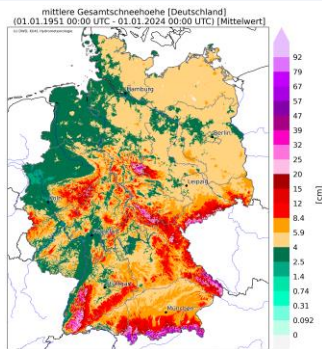 mittlere Gesamtschneehoehe [Deutschland]
(01.01.1951 00:00 UTC - 01.01.2024 00:00 UTC) [Mittelwert]
Hamburg
Berlin
Leipzig
München
92
79
67
57
47
39
32
25
20
15
12
8.4
5.9
4
2.5
1.4
0.74
0.31
0.092
0
[cm]